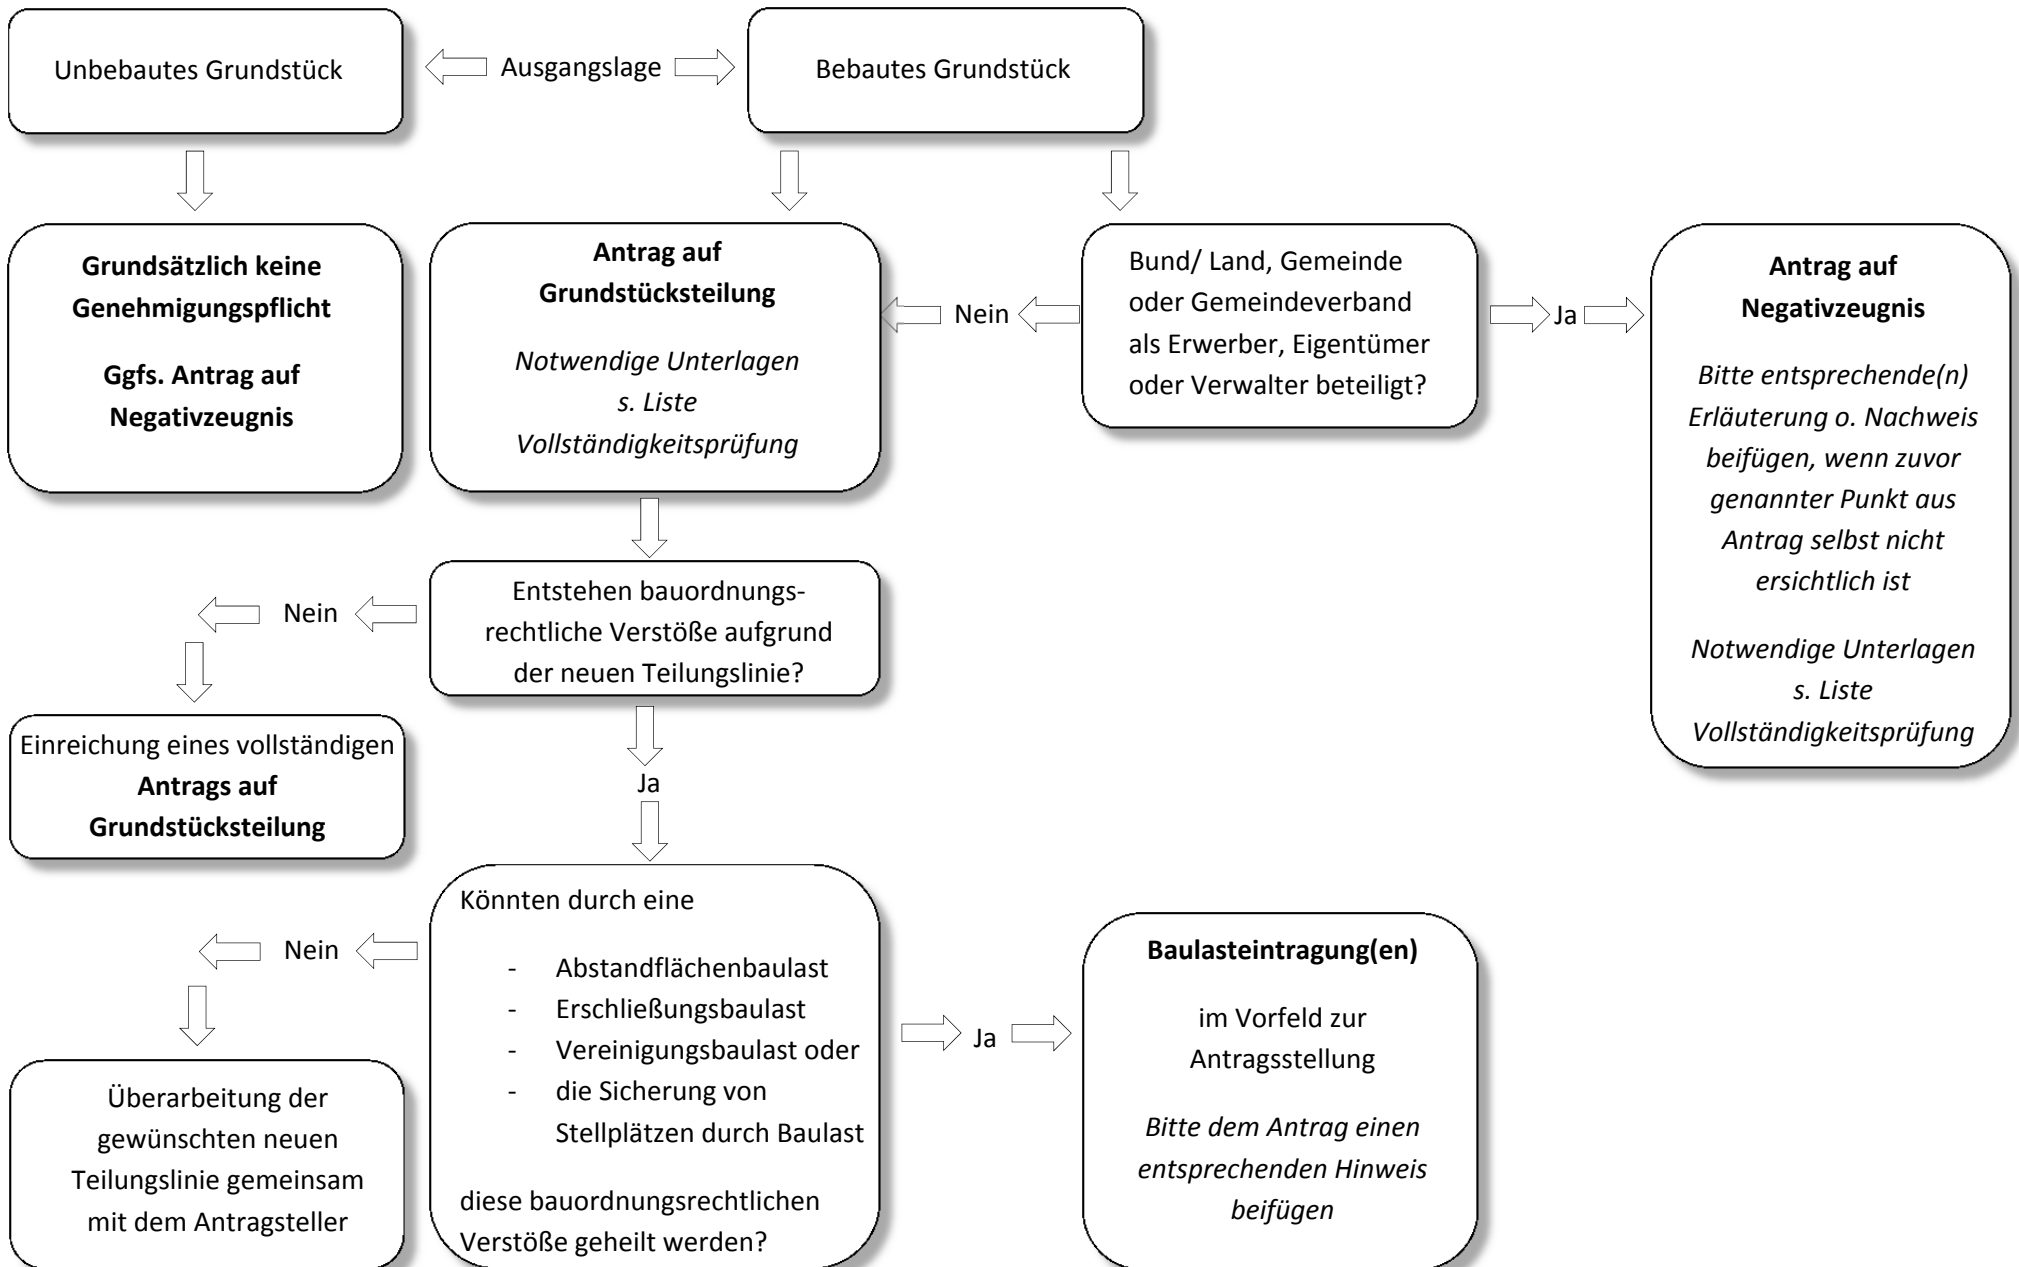 Unbebautes Grundstück
Ausgangslage
Bebautes Grundstück
Grundsätzlich keine
Genehmigungspflicht
Ggfs. Antrag auf
Negativzeugnis
Antrag auf
Grundstücksteilung
Notwendige Unterlagen
s. Liste
Vollständigkeitsprüfung
Nein
Bund/ Land, Gemeinde
oder Gemeindeverband
als Erwerber, Eigentümer
oder Verwalter beteiligt?
Ja
Antrag auf
Negativzeugnis
Bitte entsprechende(n)
Erläuterung o. Nachweis
beifügen, wenn zuvor
genannter Punkt aus
Antrag selbst nicht
ersichtlich ist
Notwendige Unterlagen
s. Liste
Vollständigkeitsprüfung
Nein
Entstehen bauordnungs-
rechtliche Verstöße aufgrund
der neuen Teilungslinie?
Einreichung eines vollständigen
Antrags auf
Grundstücksteilung
Ja
Nein
Könnten durch eine
- Abstandflächenbaulast
- Erschließungsbaulast
- Vereinigungsbaulast oder
- die Sicherung von
Stellplätzen durch Baulast
diese bauordnungsrechtlichen
Verstöße geheilt werden?
Ja
Baulasteintragung(en)
im Vorfeld zur
Antragsstellung
Bitte dem Antrag einen
entsprechenden Hinweis
beifügen
Überarbeitung der
gewünschten neuen
Teilungslinie gemeinsam
mit dem Antragsteller